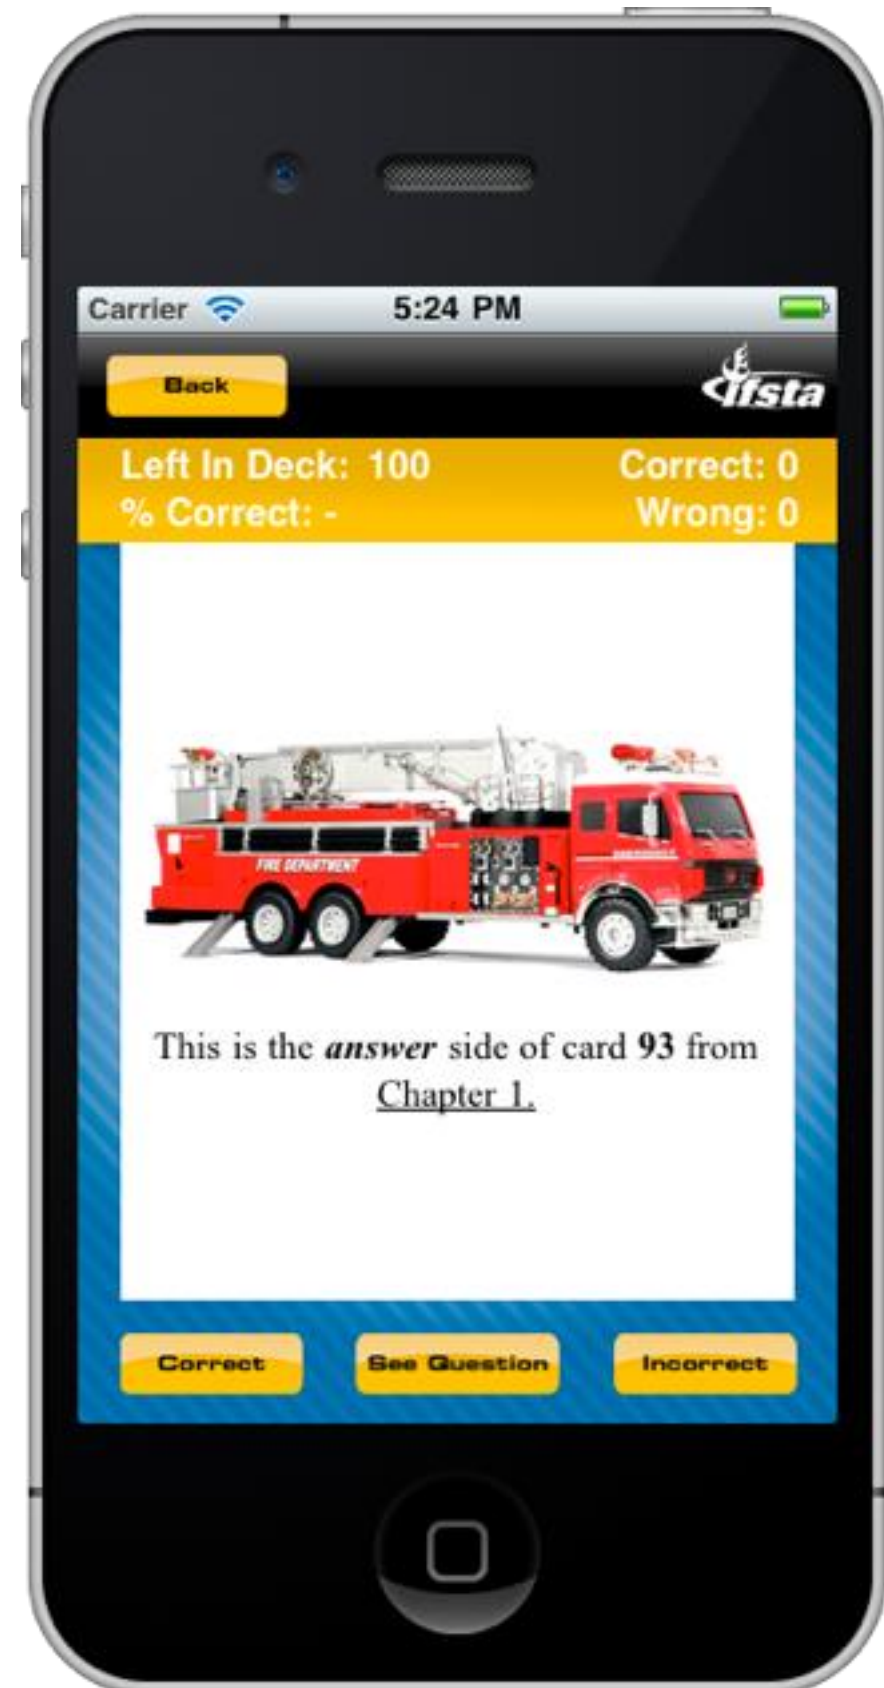 Carrier 5:24 PM
Back ifsta
Left In Deck: 100 Correct: 0
% Correct: - Wrong: 0
FIRE DEPARTMENT
This is the answer side of card 93 from
Chapter 1.
Correct See Question Incorrect